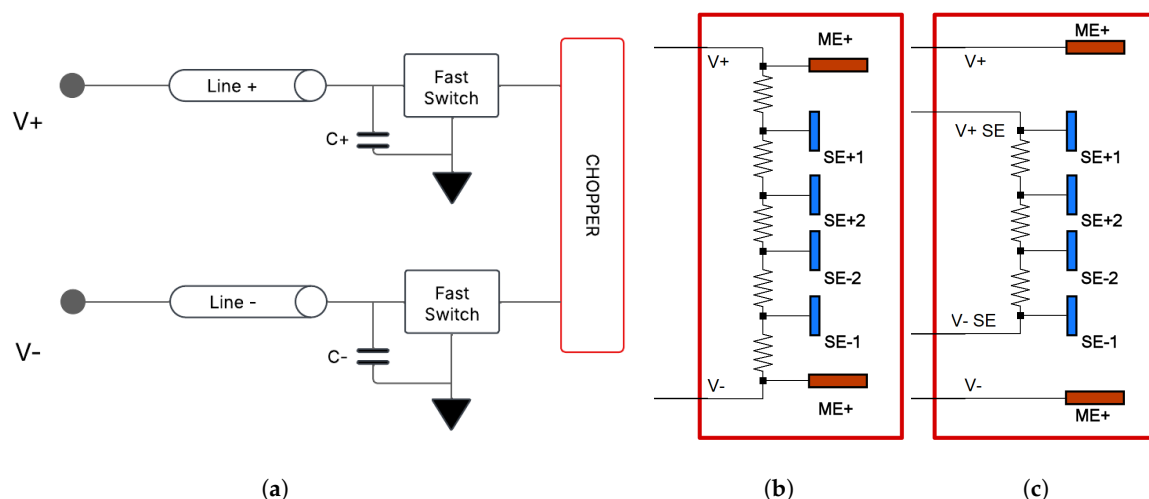 V+
Line +
C+
Fast
Switch
V-
Line -
C-
Fast
Switch
CHOPPER
(a)
V+
ME+
SE+1
SE+2
SE-2
SE-1
V-
ME+
(b)
ME+
V+
V+ SE
SE+1
SE+2
SE-2
V- SE
SE-1
V-
ME+
(c)